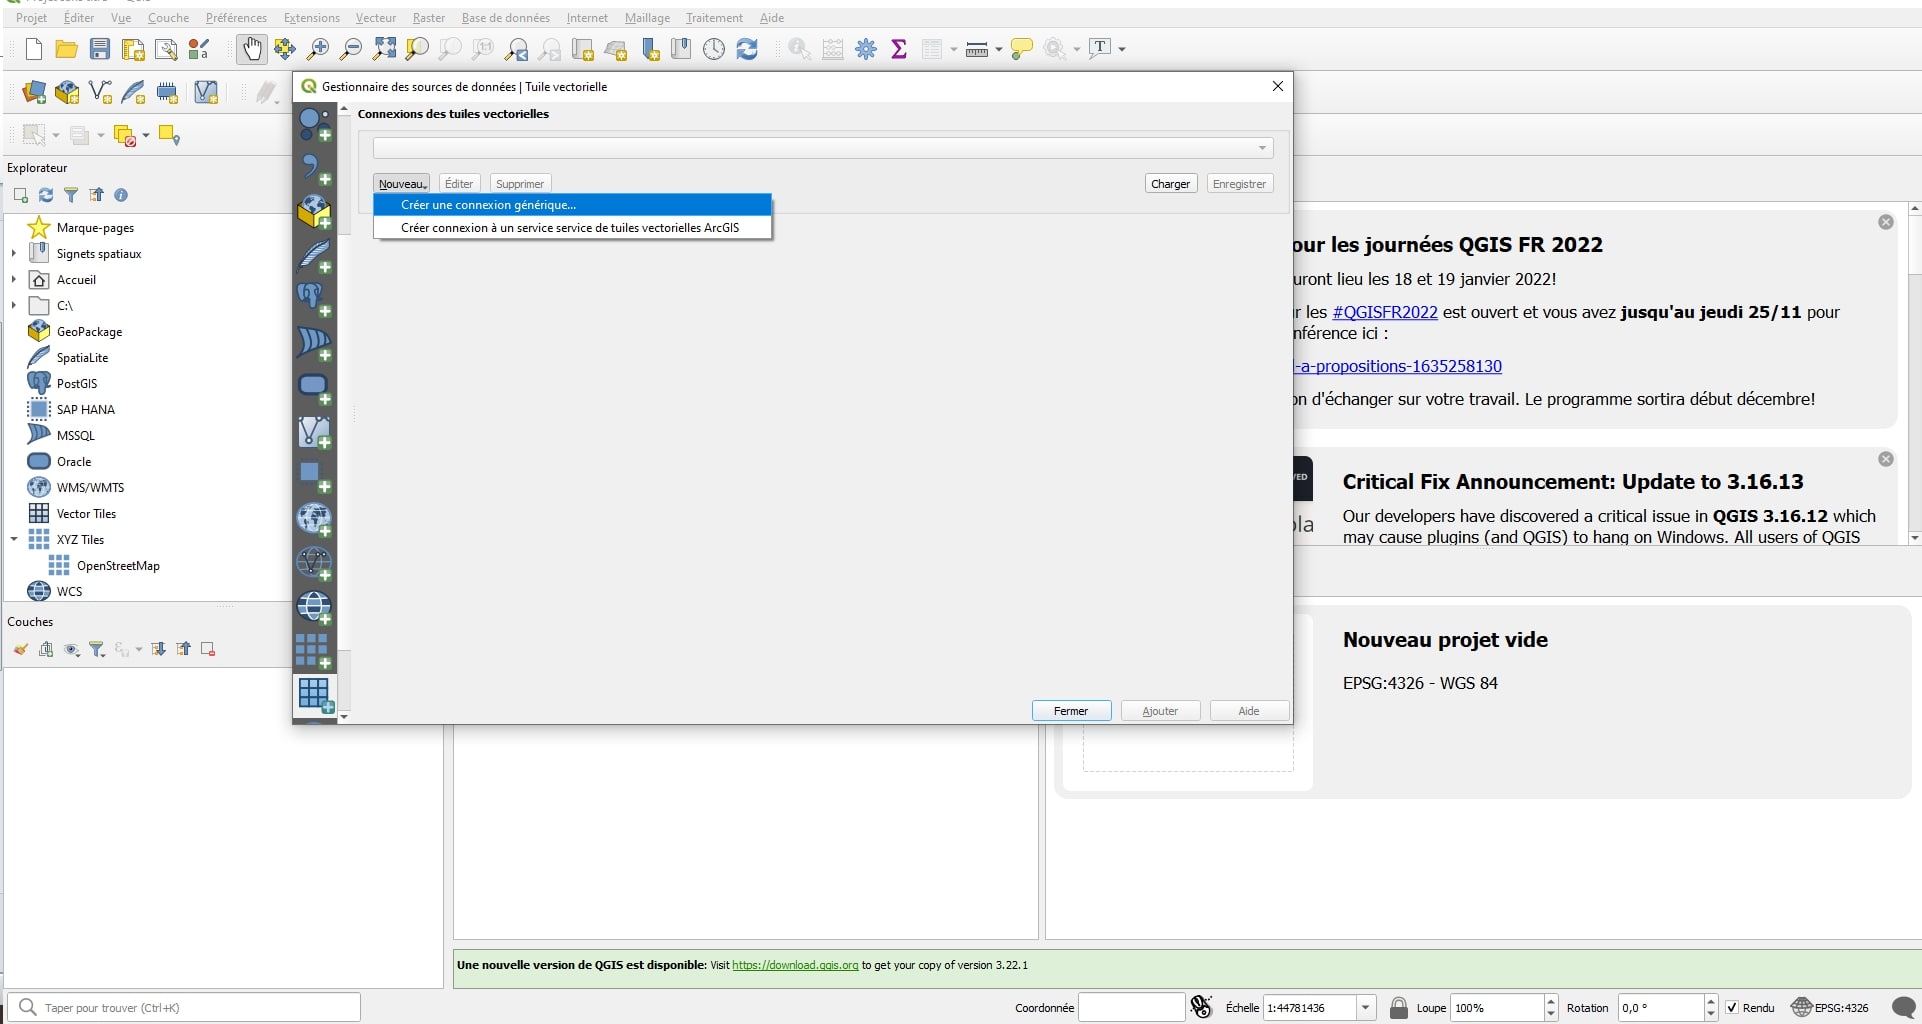 Projet Éditer Vue Couche Préférences Extensions Vecteur Raster Base de données Internet Maillage Traitement Aide
Gestionnaire des sources de données | Tuile vectorielle
Connexions des tuiles vectorielles
Nouveau Éditer Supprimer Charger Enregistrer
Créer une connexion générique...
Créer connexion à un service service de tuiles vectorielles ArcGIS
Explorateur
Marque-pages
Signets spatiaux
Accueil
C:\
GeoPackage
SpatiaLite
PostGIS
SAP HANA
MSSQL
Oracle
WMS/WMTS
Vector Tiles
XYZ Tiles
OpenStreetMap
WCS
Couches
our les journées QGIS FR 2022
uront lieu les 18 et 19 janvier 2022!
r les #QGISFR2022 est ouvert et vous avez jusqu'au jeudi 25/11 pour
nférence ici :
-a-propositions-1635258130
on d'échanger sur votre travail. Le programme sortira début décembre!
Critical Fix Announcement: Update to 3.16.13
Our developers have discovered a critical issue in QGIS 3.16.12 which
may cause plugins (and QGIS) to hang on Windows. All users of QGIS
Fermer Ajouter Aide
Nouveau projet vide
EPSG:4326 - WGS 84
Une nouvelle version de QGIS est disponible: Visit https://download.qgis.org to get your copy of version 3.22.1
Taper pour trouver (Ctrl+K) Coordonnée Échelle 1:44781436 Loupe 100% Rotation 0,0 ° Rendu EPSG:4326